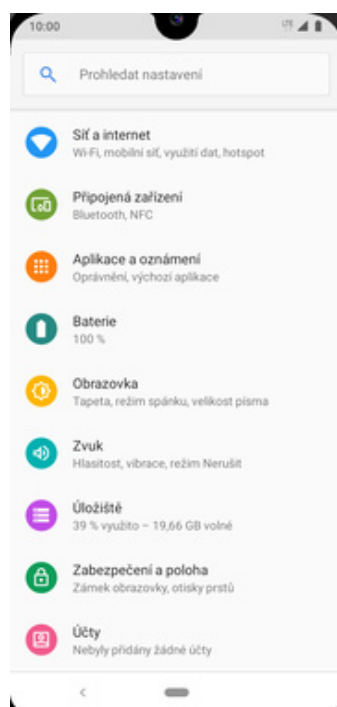 10:00
LTE
Prohledat nastavení
Síť a internet
Wi-Fi, mobilní síť, využití dat, hotspot
Připojená zařízení
Bluetooth, NFC
Aplikace a oznámení
Oprávnění, výchozí aplikace
Baterie
100 %
Obrazovka
Tapeta, režim spánku, velikost písma
Zvuk
Hlasitost, vibrace, režim Nerušit
Úložiště
39 % využito – 19,66 GB volné
Zabezpečení a poloha
Zámek obrazovky, otisky prstů
Účty
Nebyly přidány žádné účty